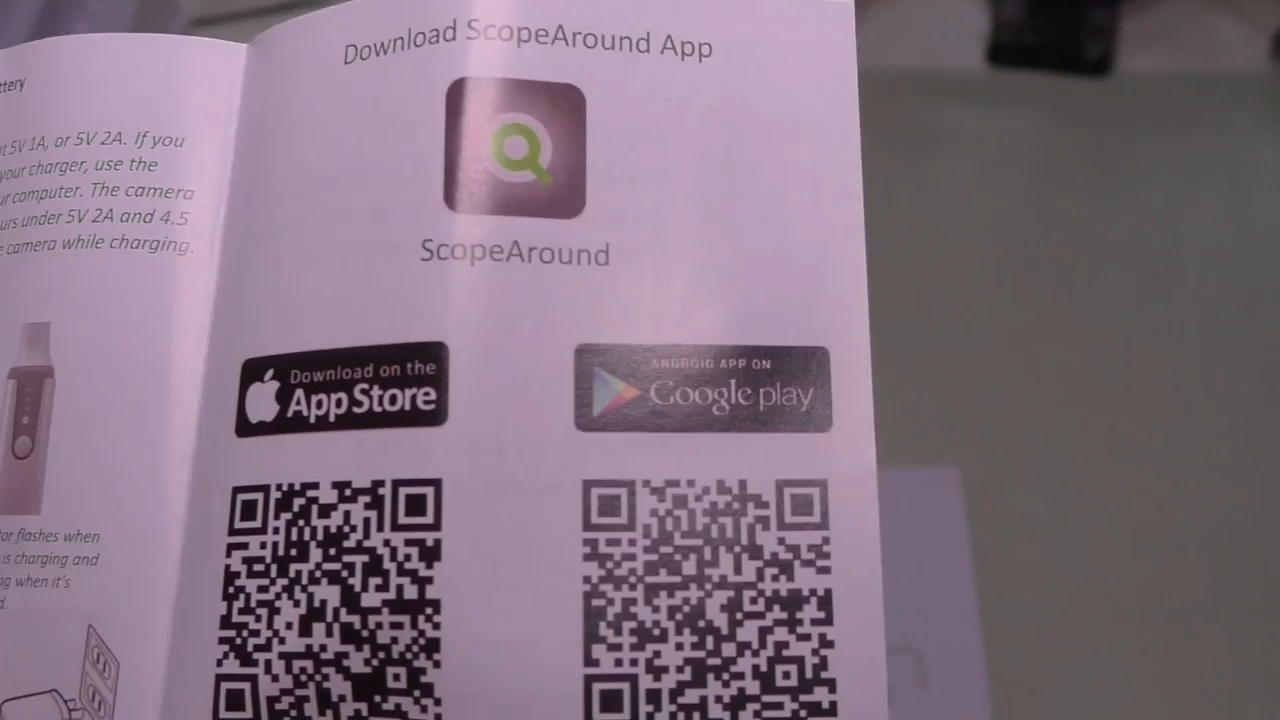 ttery
t 5V 1A, or 5V 2A. If you
your charger, use the
ur computer. The camera
urs under 5V 2A and 4.5
e camera while charging.
or flashes when
is charging and
ng when it's
d.
Download ScopeAround App
ScopeAround
Download on the
App Store
ANDROID APP ON
Google play